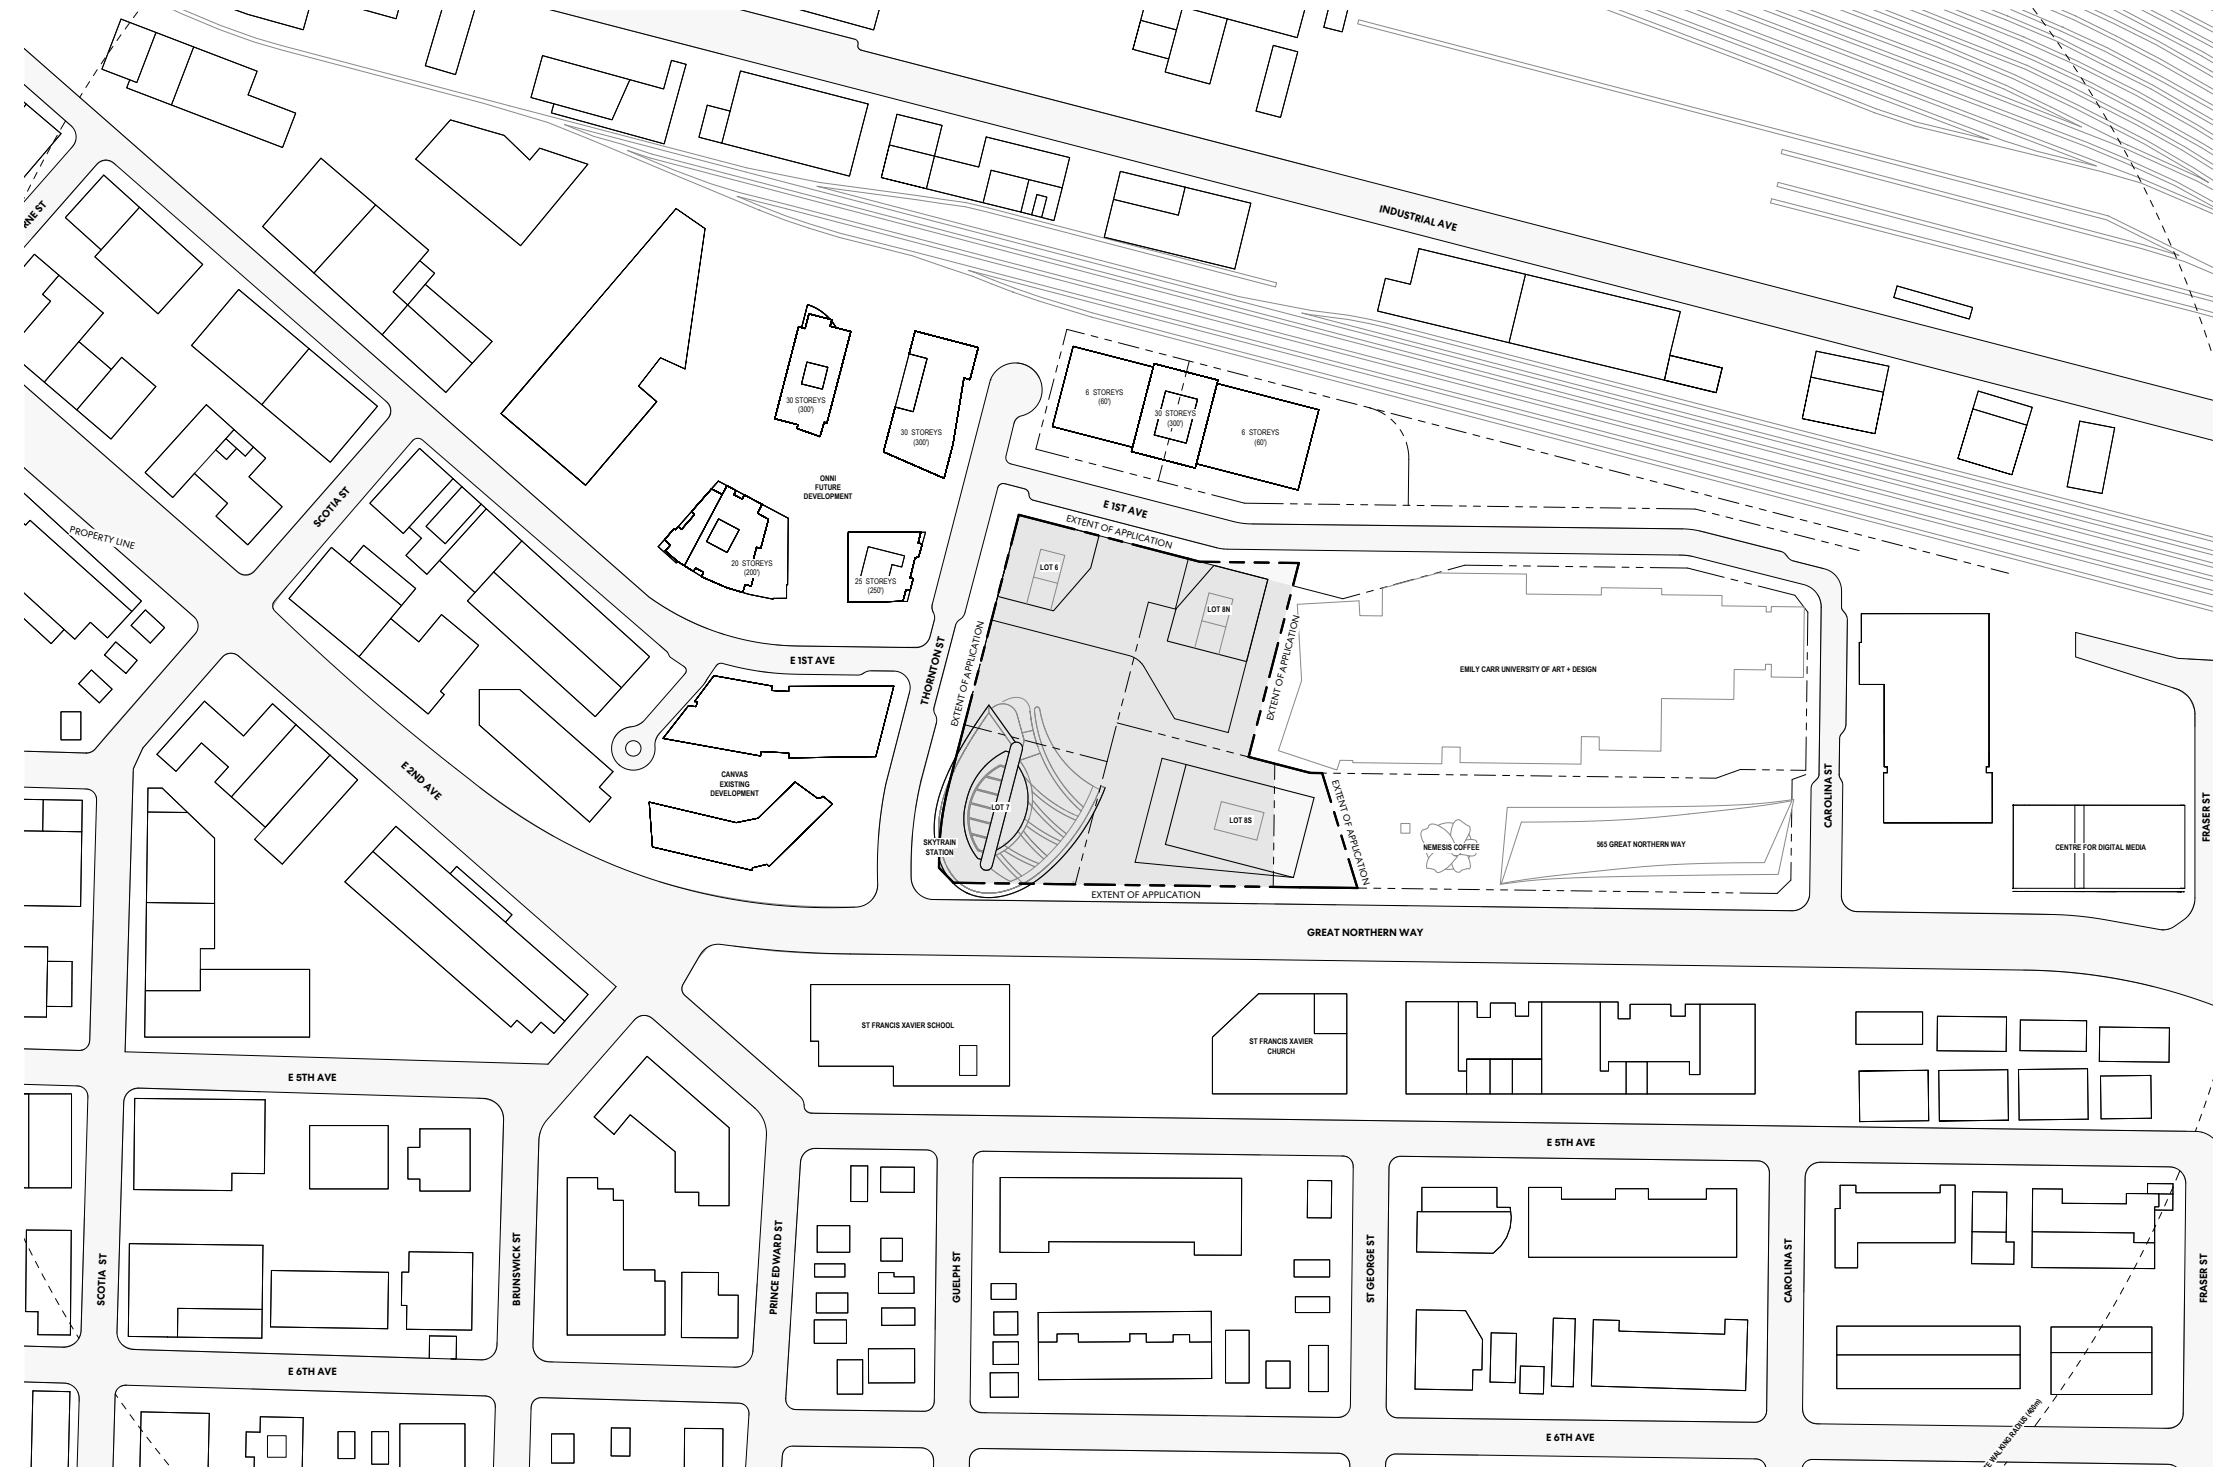 INDUSTRIAL AVE
SCOTIA ST
PROPERTY LINE
30 STOREYS
(300')
30 STOREYS
(300')
6 STOREYS
(60')
30 STOREYS
(300')
6 STOREYS
(60')
ONNI
FUTURE
DEVELOPMENT
20 STOREYS
(200')
25 STOREYS
(250')
E 1ST AVE
EXTENT OF APPLICATION
LOT 6
LOT 8N
E 1ST AVE
THORNTON ST
EXTENT OF APPLICATION
EXTENT OF APPLICATION
EMILY CARR UNIVERSITY OF ART + DESIGN
E 2ND AVE
CANVAS
EXISTING
DEVELOPMENT
LOT 7
LOT 8S
SKYTRAIN
STATION
EXTENT OF APPLICATION
EXTENT OF APPLICATION
NEMESIS COFFEE
565 GREAT NORTHERN WAY
CAROLINA ST
CENTRE FOR DIGITAL MEDIA
FRASER ST
GREAT NORTHERN WAY
ST FRANCIS XAVIER SCHOOL
ST FRANCIS XAVIER
CHURCH
E 5TH AVE
E 5TH AVE
SCOTIA ST
BRUNSWICK ST
PRINCE EDWARD ST
GUELPH ST
ST GEORGE ST
CAROLINA ST
FRASER ST
E 6TH AVE
E 6TH AVE
WALKING RADIUS (400m)